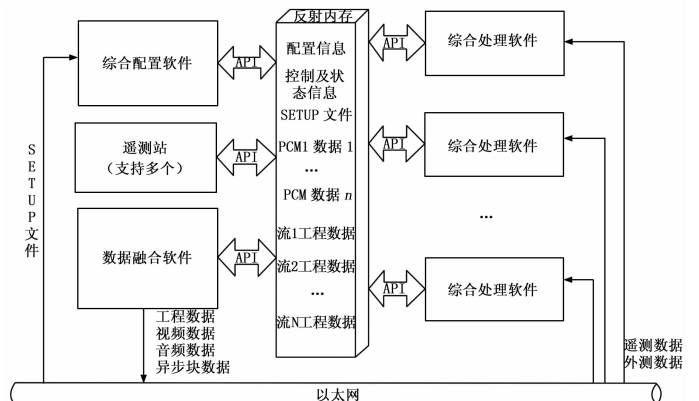 反射内存
综合配置软件
API
配置信息
控制及状
态信息
SETUP 文件
PCM1 数据 1
...
PCM 数据 n
流1工程数据
流2工程数据
...
流N工程数据
API
综合处理软件
遥测站
（支持多个）
API
API
综合处理软件
...
数据融合软件
API
API
综合处理软件
SETUP文件
工程数据
视频数据
音频数据
异步块数据
遥测数据
外测数据
以太网